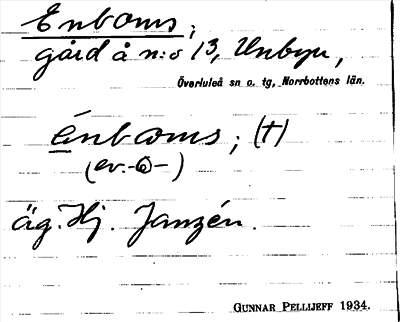 Enboms;
gård å n:o 13, Unbyn,
Överluleå sn o. tg, Norrbottens län.
énboms; (†)
(ev.-o-)
äg. Hj. Janzén.
GUNNAR PELLIJEFF 1934.